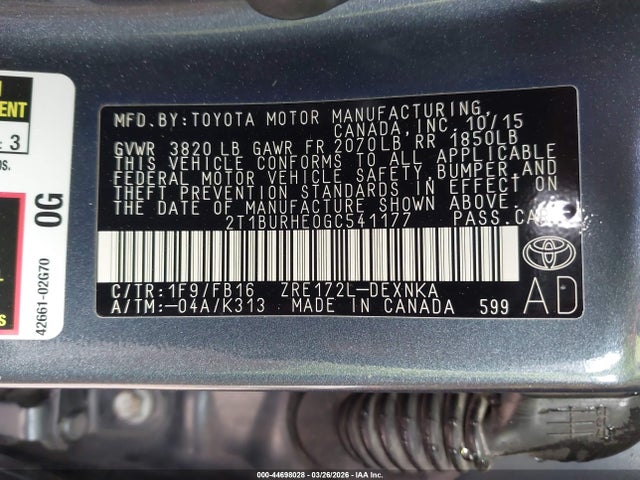 MFD.BY:TOYOTA MOTOR MANUFACTURING
CANADA,INC. 10/15
GVWR 3820 LB GAWR FR 2070LB RR 1850LB
THIS VEHICLE CONFORMS TO ALL APPLICABLE
FEDERAL MOTOR VEHICLE SAFETY, BUMPER, AND
THEFT PREVENTION STANDARDS IN EFFECT ON
THE DATE OF MANUFACTURE SHOWN ABOVE.
2T1BURHE0GC541177 PASS.CAR
C/TR:1F9/FB16 ZRE172L-DEXNKA
A/TM:-04A/K313 MADE IN CANADA 599
AD
: 3
0G
42661-02G70
000-44698028 | 03/26/2026 | IAA Inc.